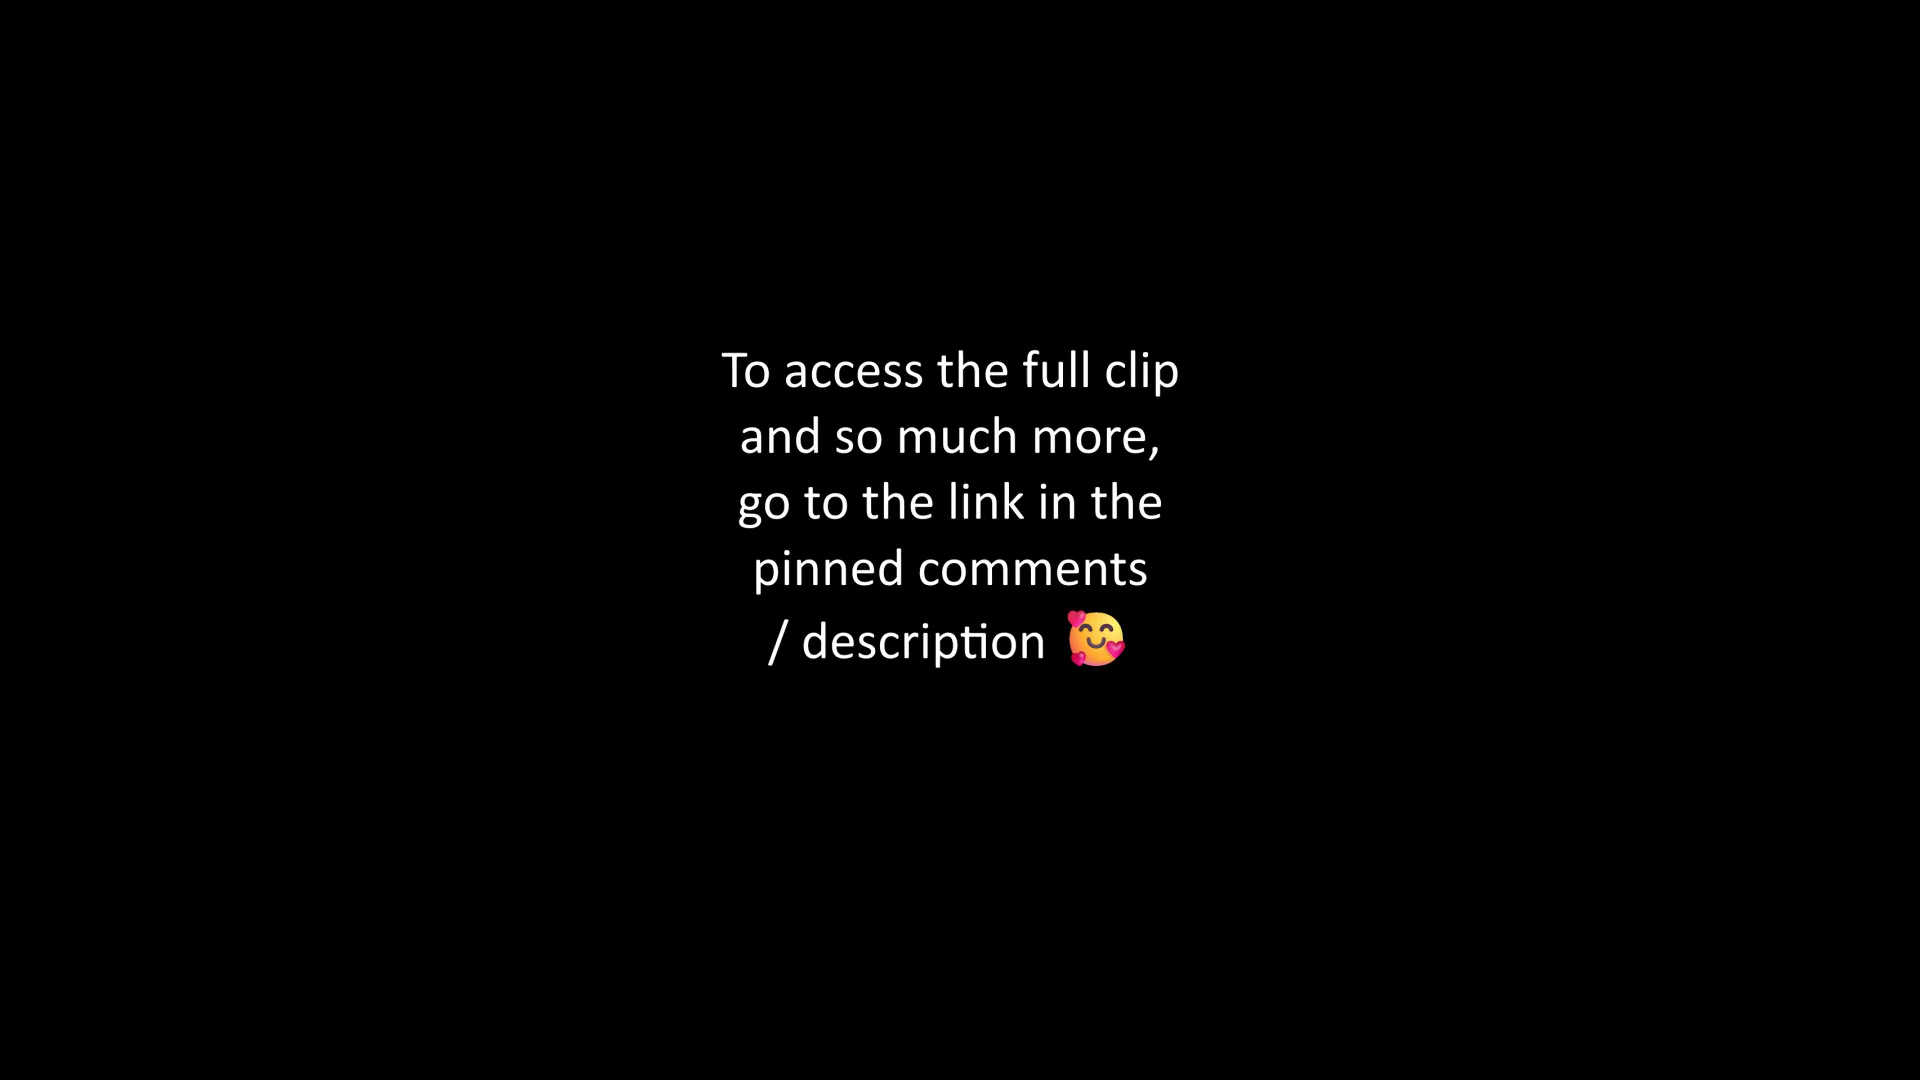 To access the full clip
and so much more,
go to the link in the
pinned comments
/ description 🥰